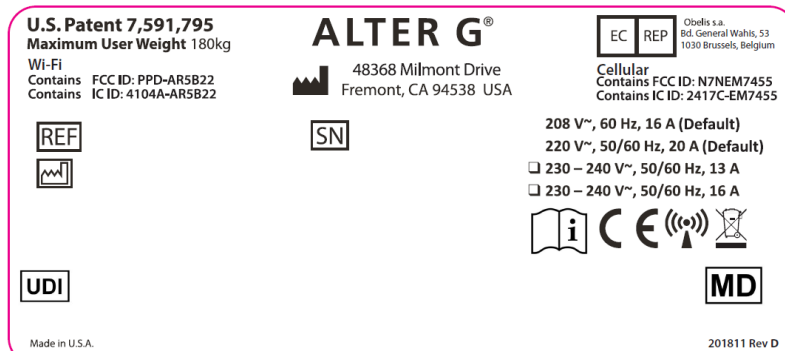 U.S. Patent 7,591,795
Maximum User Weight 180kg
Wi-Fi
Contains FCC ID: PPD-AR5B22
Contains IC ID: 4104A-AR5B22
ALTER G®
48368 Milmont Drive
Fremont, CA 94538 USA
EC REP
Obelis s.a.
Bd. General Wahis, 53
1030 Brussels, Belgium
Cellular
Contains FCC ID: N7NEM7455
Contains IC ID: 2417C-EM7455
REF
SN
208 V~, 60 Hz, 16 A (Default)
220 V~, 50/60 Hz, 20 A (Default)
❑ 230 – 240 V~, 50/60 Hz, 13 A
❑ 230 – 240 V~, 50/60 Hz, 16 A
i CE
UDI
MD
Made in U.S.A.
201811 Rev D